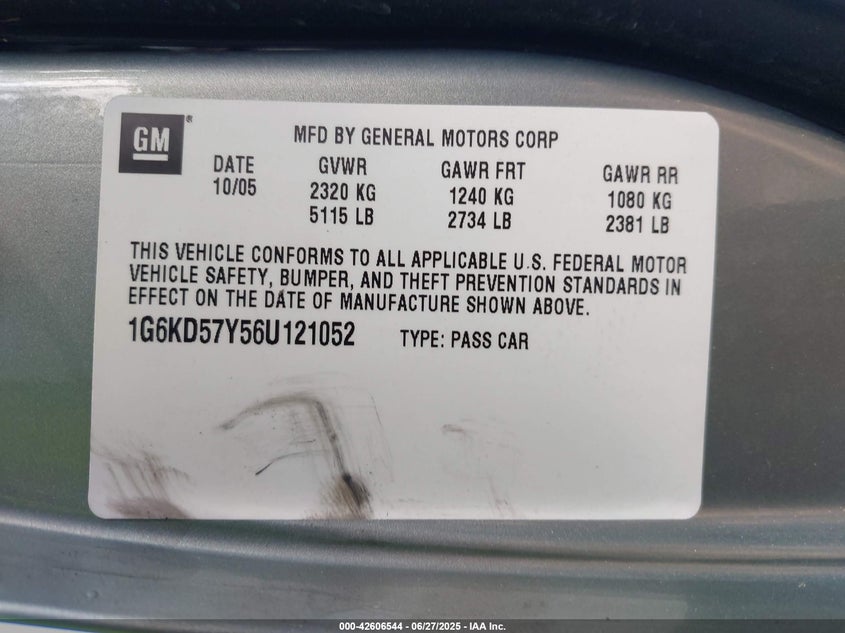 GM®
MFD BY GENERAL MOTORS CORP
DATE GVWR GAWR FRT GAWR RR
10/05 2320 KG 1240 KG 1080 KG
5115 LB 2734 LB 2381 LB
THIS VEHICLE CONFORMS TO ALL APPLICABLE U.S. FEDERAL MOTOR
VEHICLE SAFETY, BUMPER, AND THEFT PREVENTION STANDARDS IN
EFFECT ON THE DATE OF MANUFACTURE SHOWN ABOVE.
1G6KD57Y56U121052 TYPE: PASS CAR
000-42606544 / 06/27/2025 - IAA Inc.